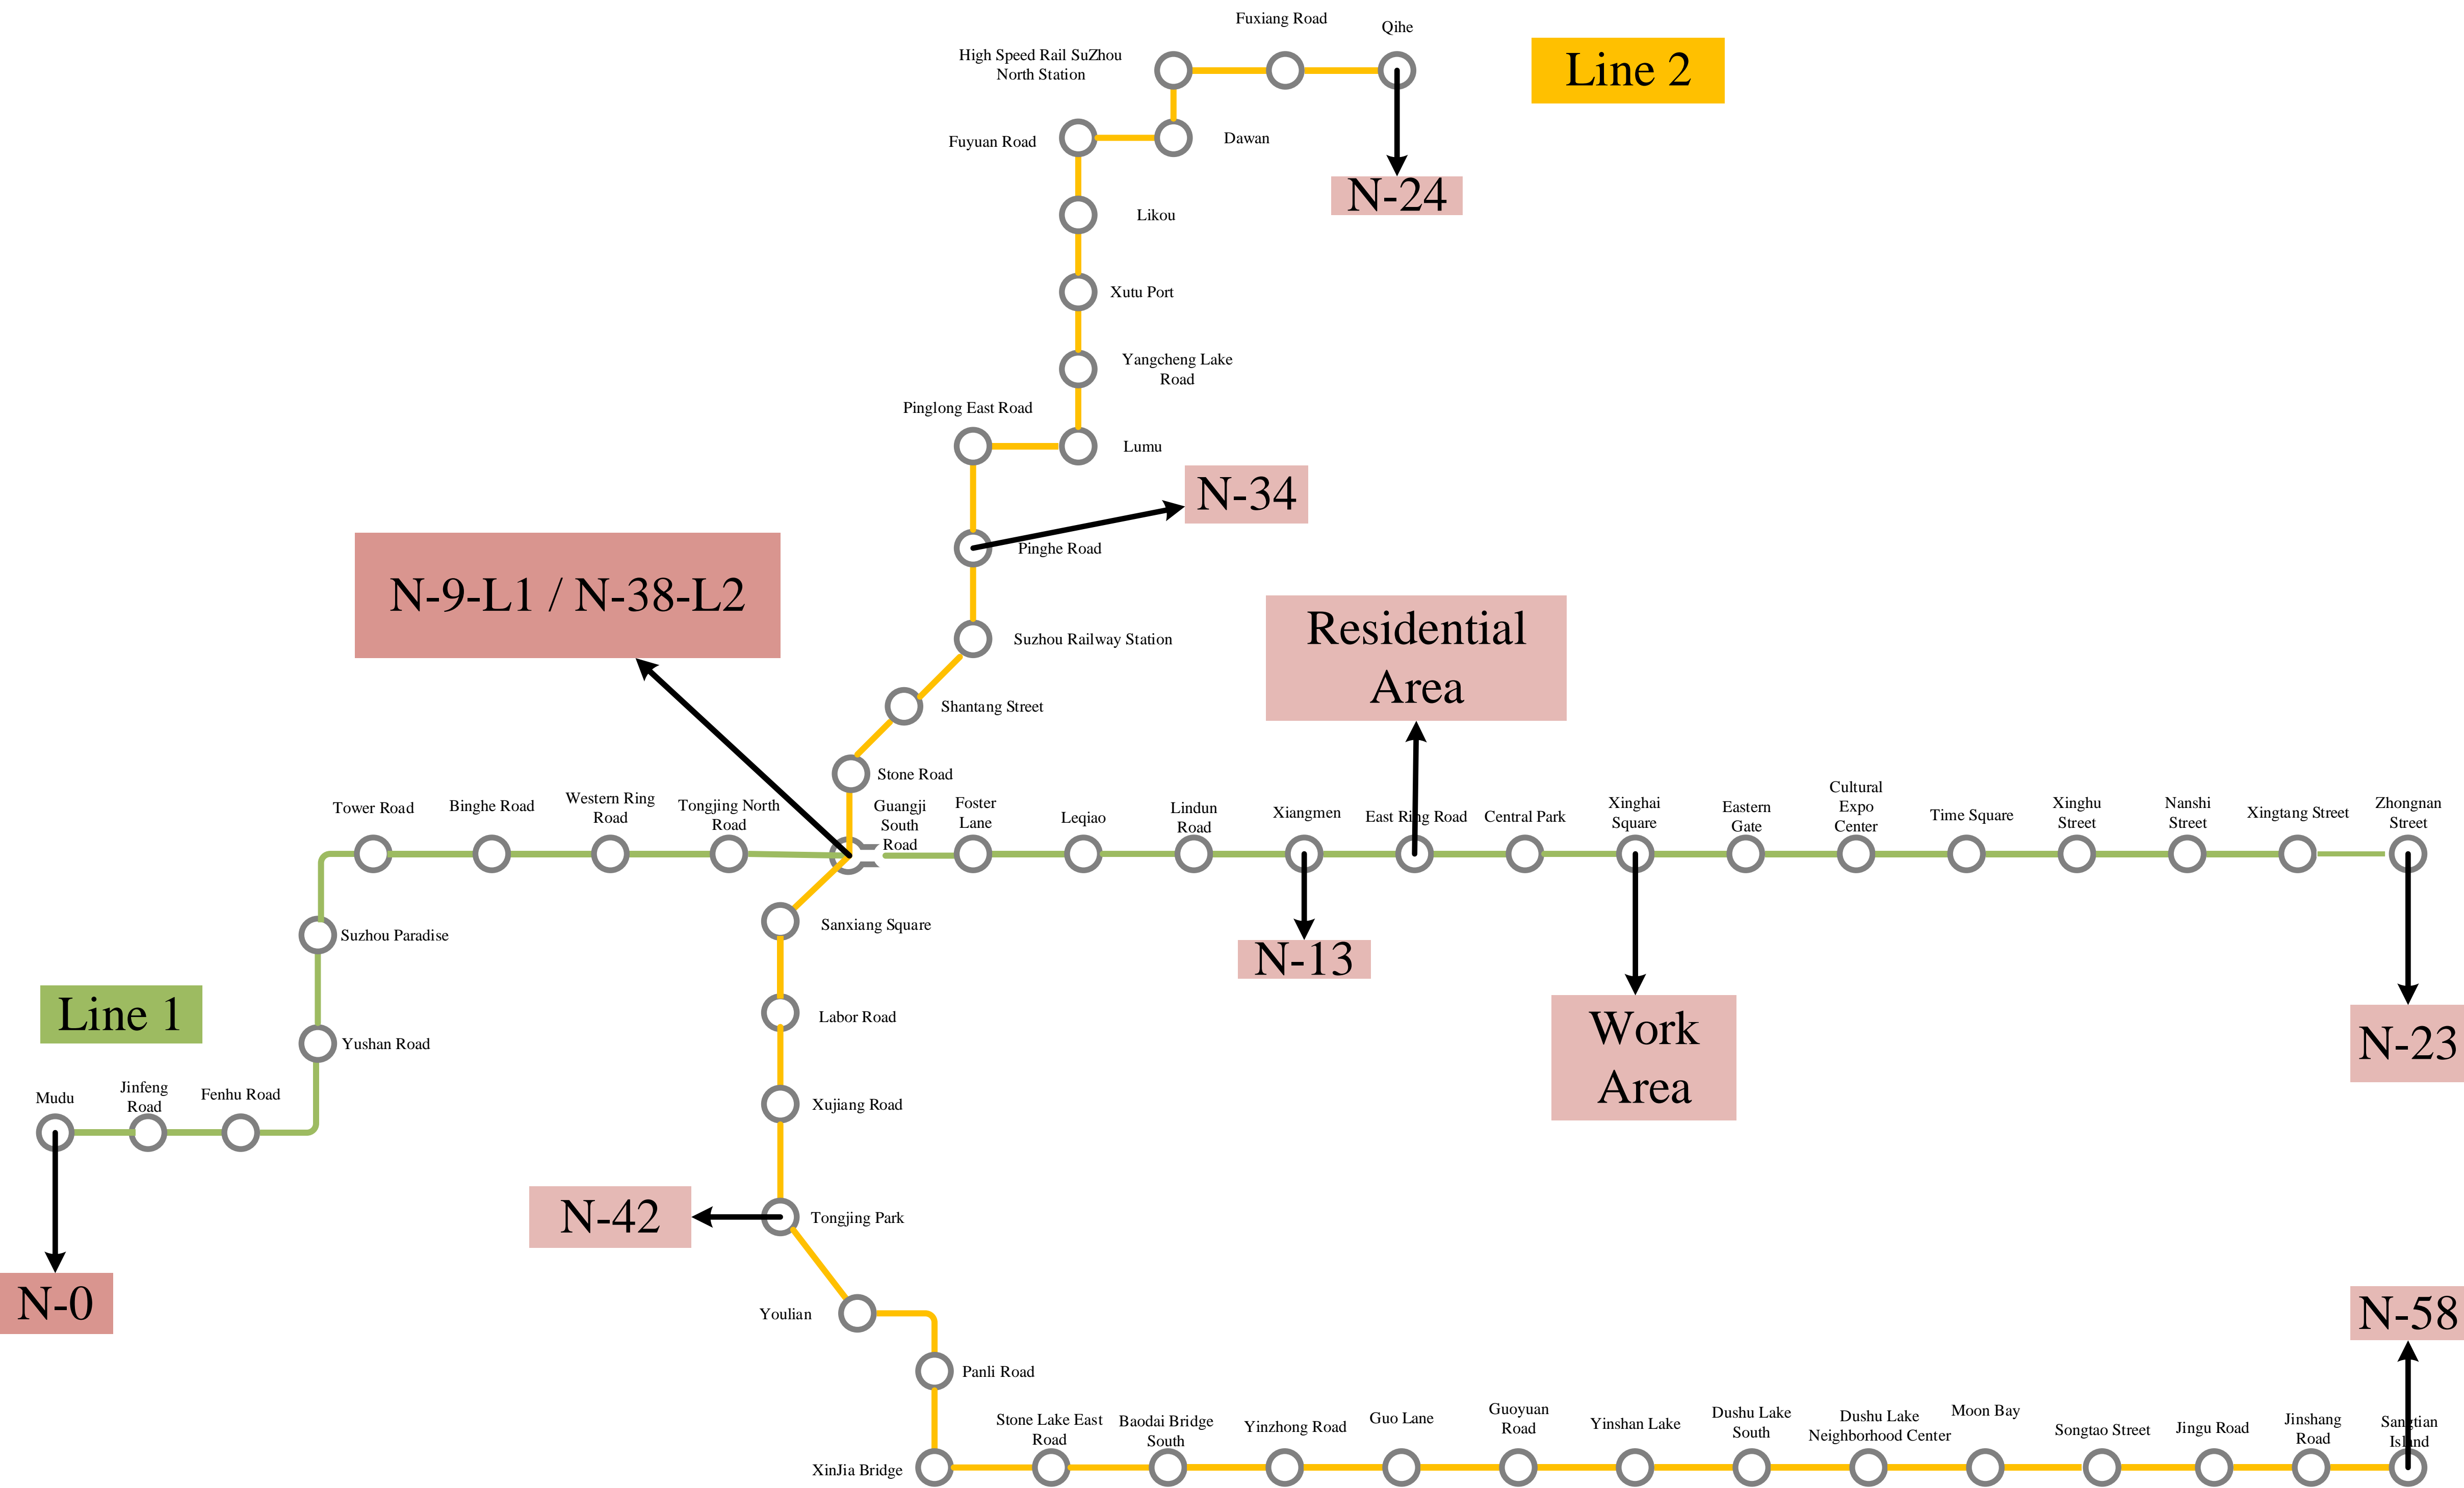 Fuxiang Road
Qihe
High Speed Rail SuZhou
North Station
Line 2
Fuyuan Road
Dawan
N-24
Likou
Xutu Port
Yangcheng Lake
Road
Pinglong East Road
Lumu
N-34
Pinghe Road
N-9-L1 / N-38-L2
Residential
Area
Suzhou Railway Station
Shantang Street
Stone Road
Tower Road
Binghe Road
Western Ring
Road
Tongjing North
Road
Guangji
South
Road
Foster
Lane
Leqiao
Lindun
Road
Xiangmen
East Ring Road
Central Park
Xinghai
Square
Eastern
Gate
Cultural
Expo
Center
Time Square
Xinghu
Street
Nanshi
Street
Xingtang Street
Zhongnan
Street
Suzhou Paradise
Sanxiang Square
N-13
Line 1
Labor Road
Work
Area
N-23
Yushan Road
Mudu
Jinfeng
Road
Fenhu Road
Xujiang Road
N-42
Tongjing Park
N-0
Youlian
N-58
Panli Road
XinJia Bridge
Stone Lake East
Road
Baodai Bridge
South
Yinzhong Road
Guo Lane
Guoyuan
Road
Yinshan Lake
Dushu Lake
South
Dushu Lake
Neighborhood Center
Moon Bay
Songtao Street
Jingu Road
Jinshang
Road
Sangtian
Island